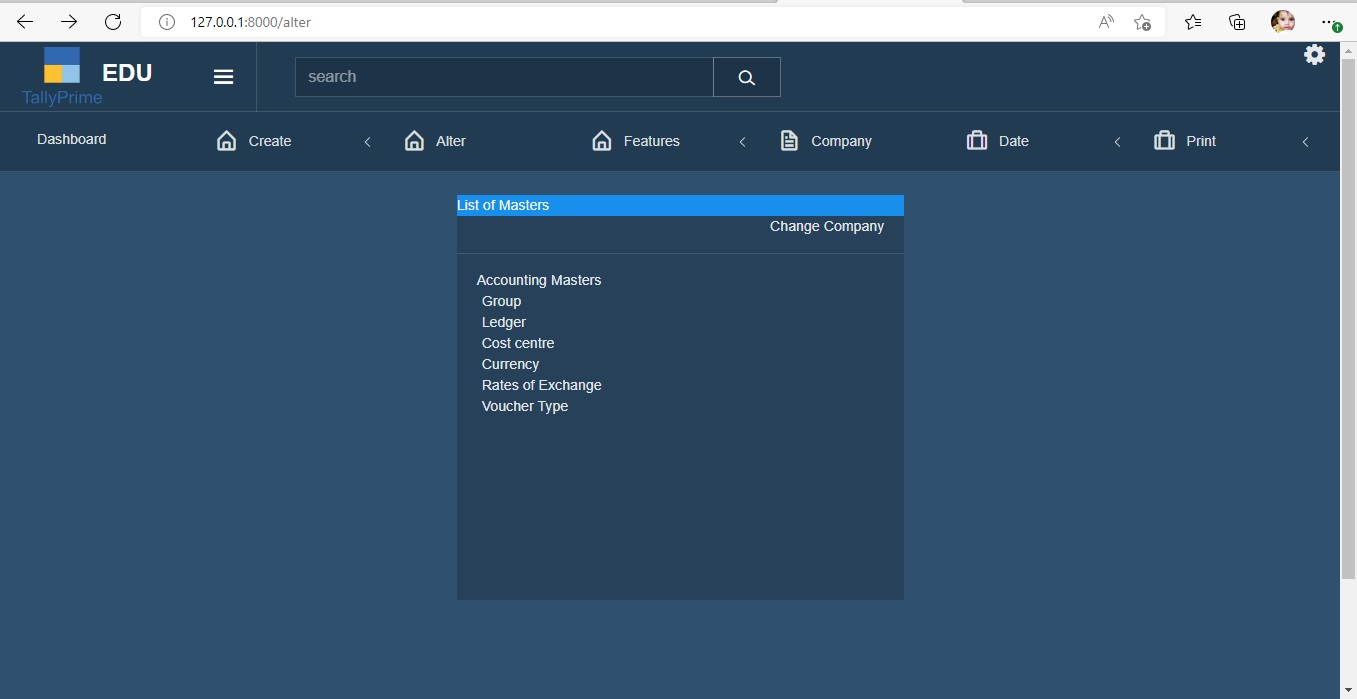 127.0.0.1:8000/alter
EDU
TallyPrime
search
Dashboard Create Alter Features Company Date Print
List of Masters
Change Company
Accounting Masters
Group
Ledger
Cost centre
Currency
Rates of Exchange
Voucher Type